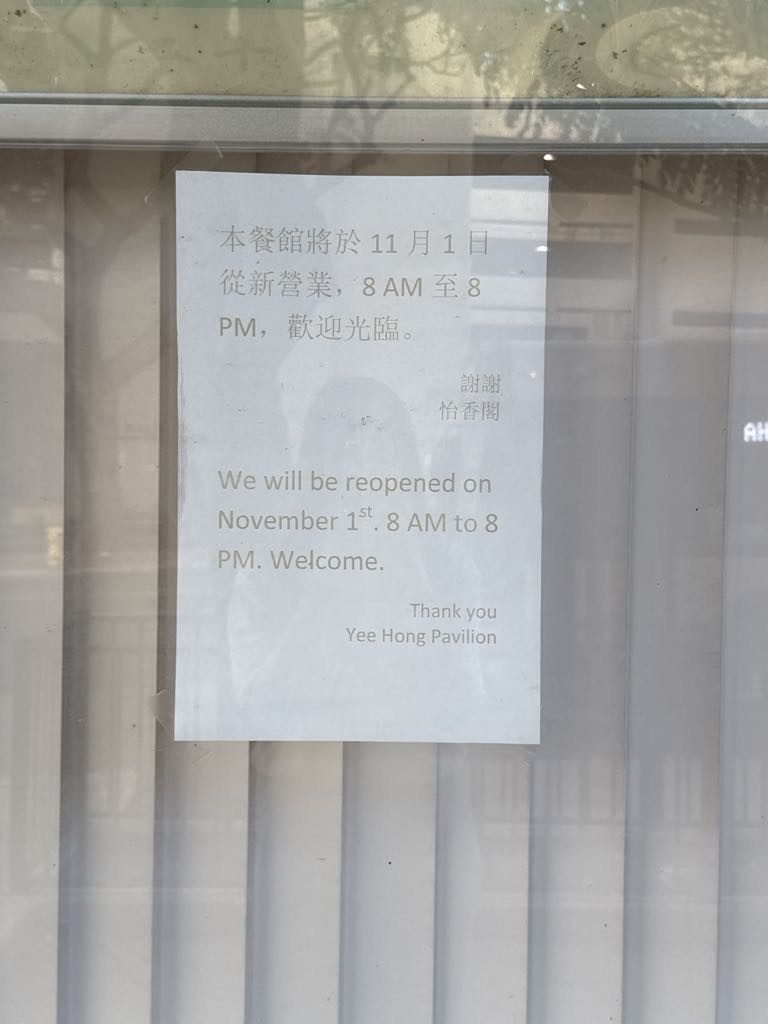 本餐館將於 11 月 1 日
從新營業，8 AM 至 8
PM，歡迎光臨。
謝謝
怡香閣
We will be reopened on
November 1st. 8 AM to 8
PM. Welcome.
Thank you
Yee Hong Pavilion
AH